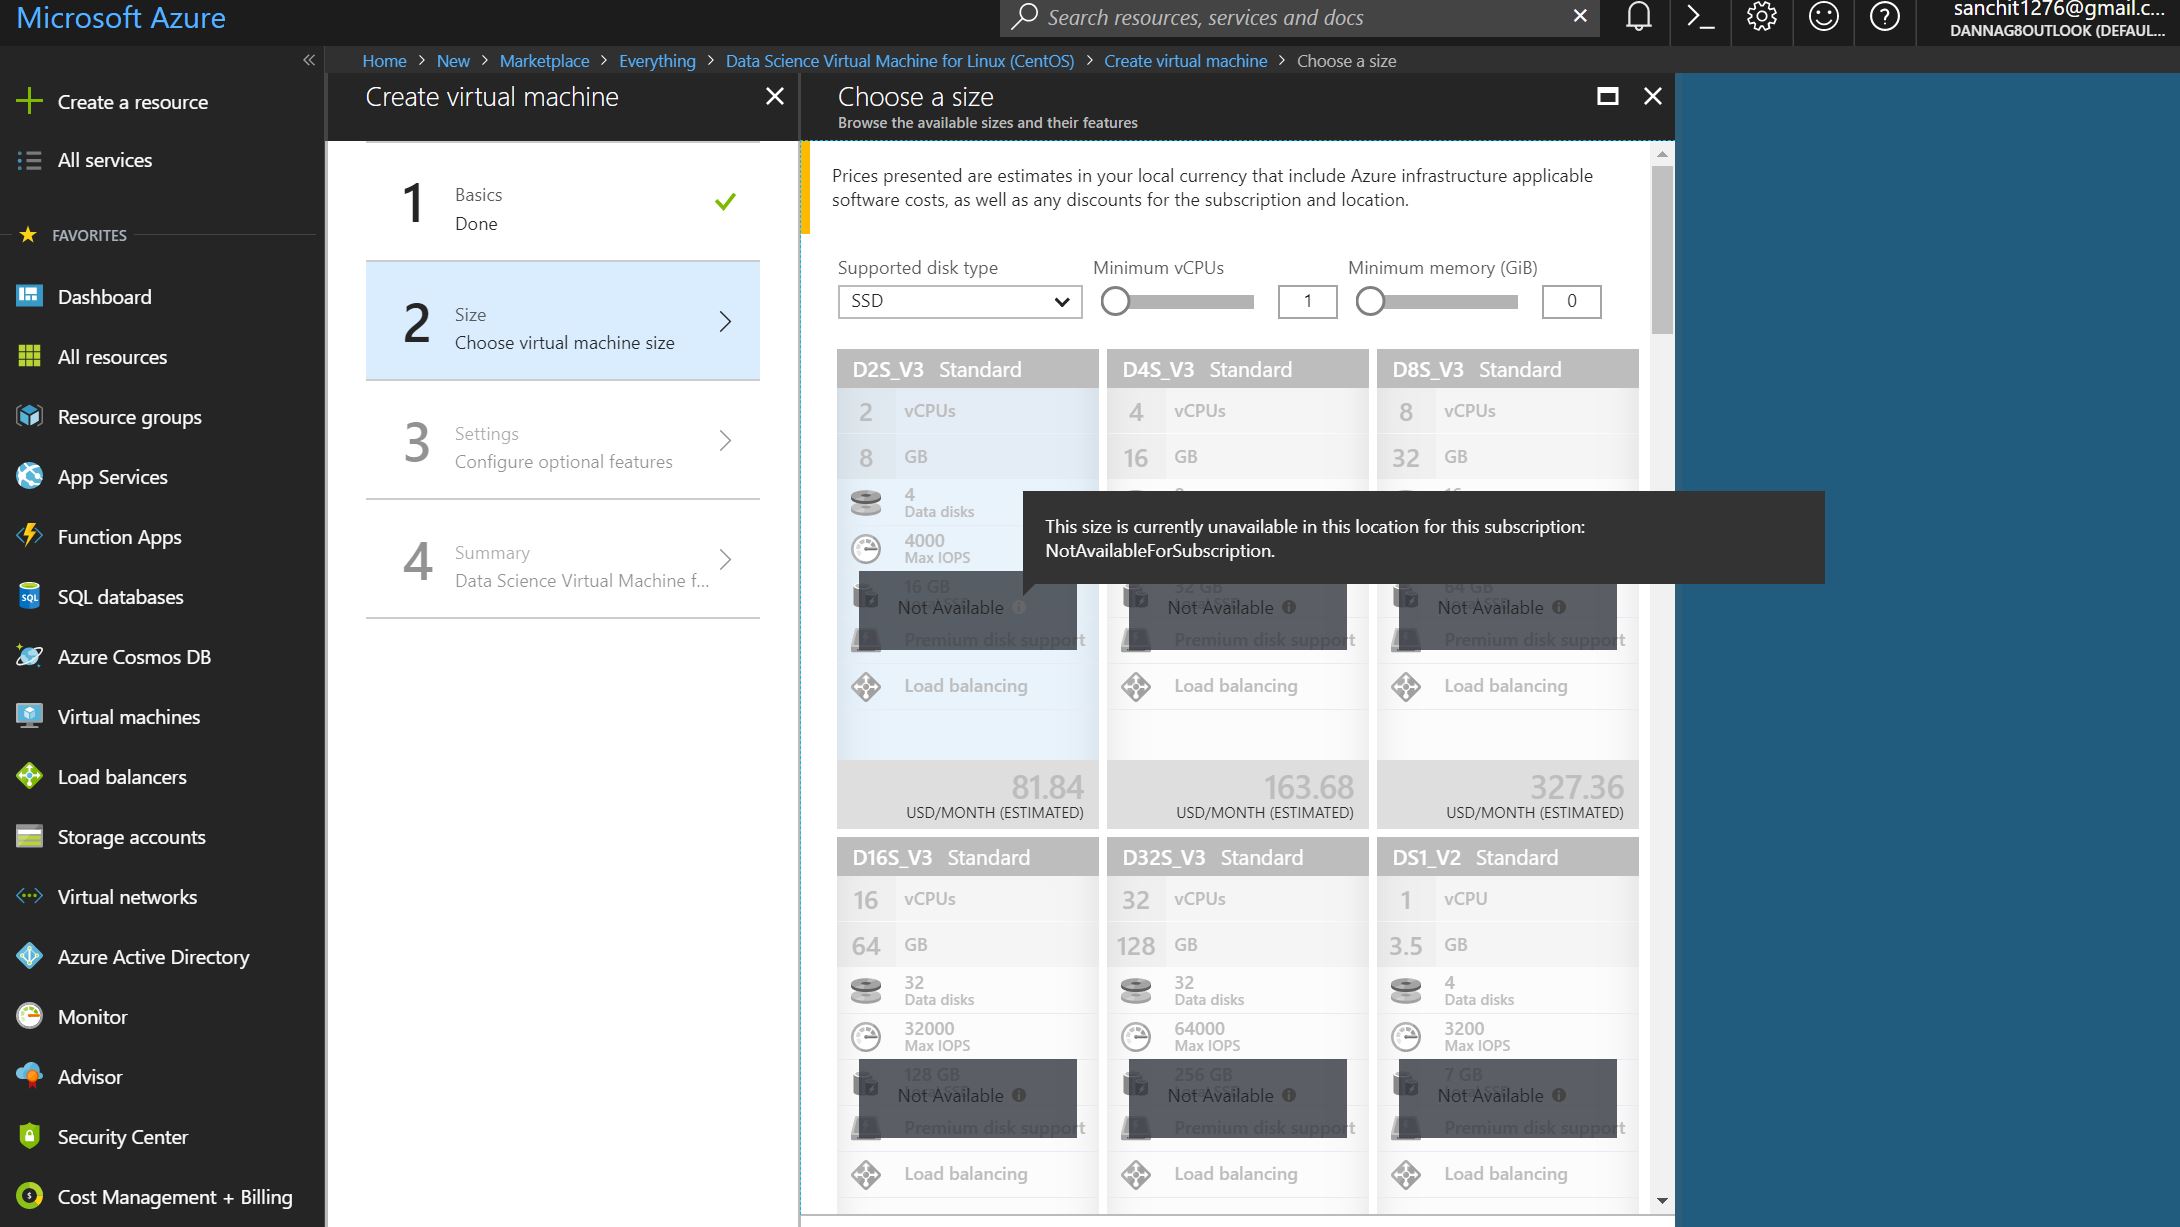 Microsoft Azure
Search resources, services and docs
sanchit1276@gmail.c...
DANNAG8OUTLOOK (DEFAUL...
Home > New > Marketplace > Everything > Data Science Virtual Machine for Linux (CentOS) > Create virtual machine > Choose a size
Create a resource
All services
FAVORITES
Dashboard
All resources
Resource groups
App Services
Function Apps
SQL databases
Azure Cosmos DB
Virtual machines
Load balancers
Storage accounts
Virtual networks
Azure Active Directory
Monitor
Advisor
Security Center
Cost Management + Billing
Create virtual machine
1
Basics
Done
2
Size
Choose virtual machine size
3
Settings
Configure optional features
4
Summary
Data Science Virtual Machine f...
Choose a size
Browse the available sizes and their features
Prices presented are estimates in your local currency that include Azure infrastructure applicable
software costs, as well as any discounts for the subscription and location.
Supported disk type
SSD
Minimum vCPUs
1
Minimum memory (GiB)
0
D2S_V3 Standard
2 vCPUs
8 GB
4
Data disks
4000
Max IOPS
16 GB
Local SSD
Not Available
Premium disk support
Load balancing
81.84
USD/MONTH (ESTIMATED)
D4S_V3 Standard
4 vCPUs
16 GB
This size is currently unavailable in this location for this subscription:
NotAvailableForSubscription.
32 GB
Local SSD
Not Available
Premium disk support
Load balancing
163.68
USD/MONTH (ESTIMATED)
D8S_V3 Standard
8 vCPUs
32 GB
64 GB
Local SSD
Not Available
Premium disk support
Load balancing
327.36
USD/MONTH (ESTIMATED)
D16S_V3 Standard
16 vCPUs
64 GB
32
Data disks
32000
Max IOPS
128 GB
Local SSD
Not Available
Premium disk support
Load balancing
D32S_V3 Standard
32 vCPUs
128 GB
32
Data disks
64000
Max IOPS
256 GB
Local SSD
Not Available
Premium disk support
Load balancing
DS1_V2 Standard
1 vCPU
3.5 GB
4
Data disks
3200
Max IOPS
7 GB
Local SSD
Not Available
Premium disk support
Load balancing